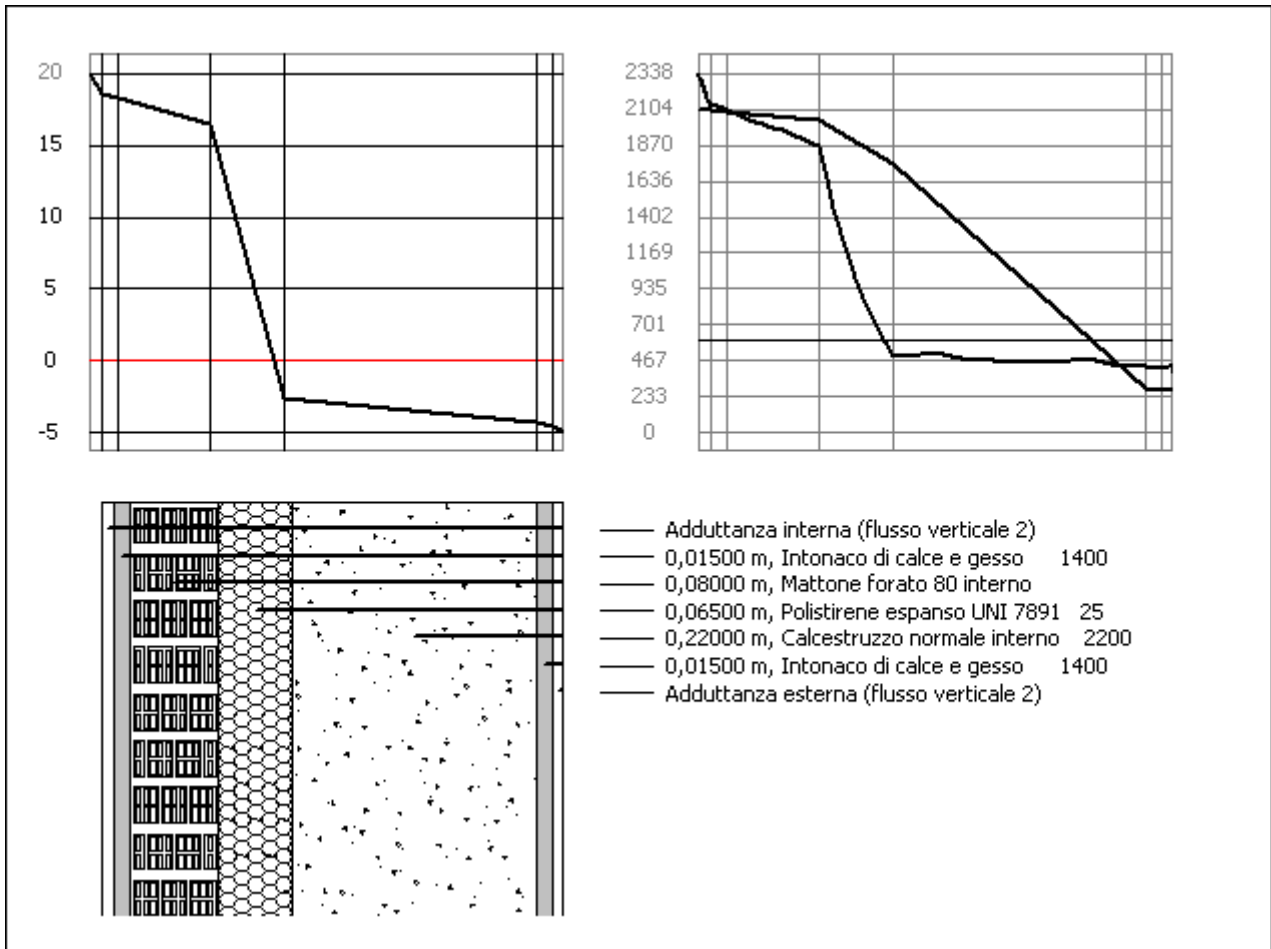 20
15
10
5
0
-5
2338
2104
1870
1636
1402
1169
935
701
467
233
0
Adduttanza interna (flusso verticale 2)
0,01500 m, Intonaco di calce e gesso 1400
0,08000 m, Mattone forato 80 interno
0,06500 m, Polistirene espanso UNI 7891 25
0,22000 m, Calcestruzzo normale interno 2200
0,01500 m, Intonaco di calce e gesso 1400
Adduttanza esterna (flusso verticale 2)